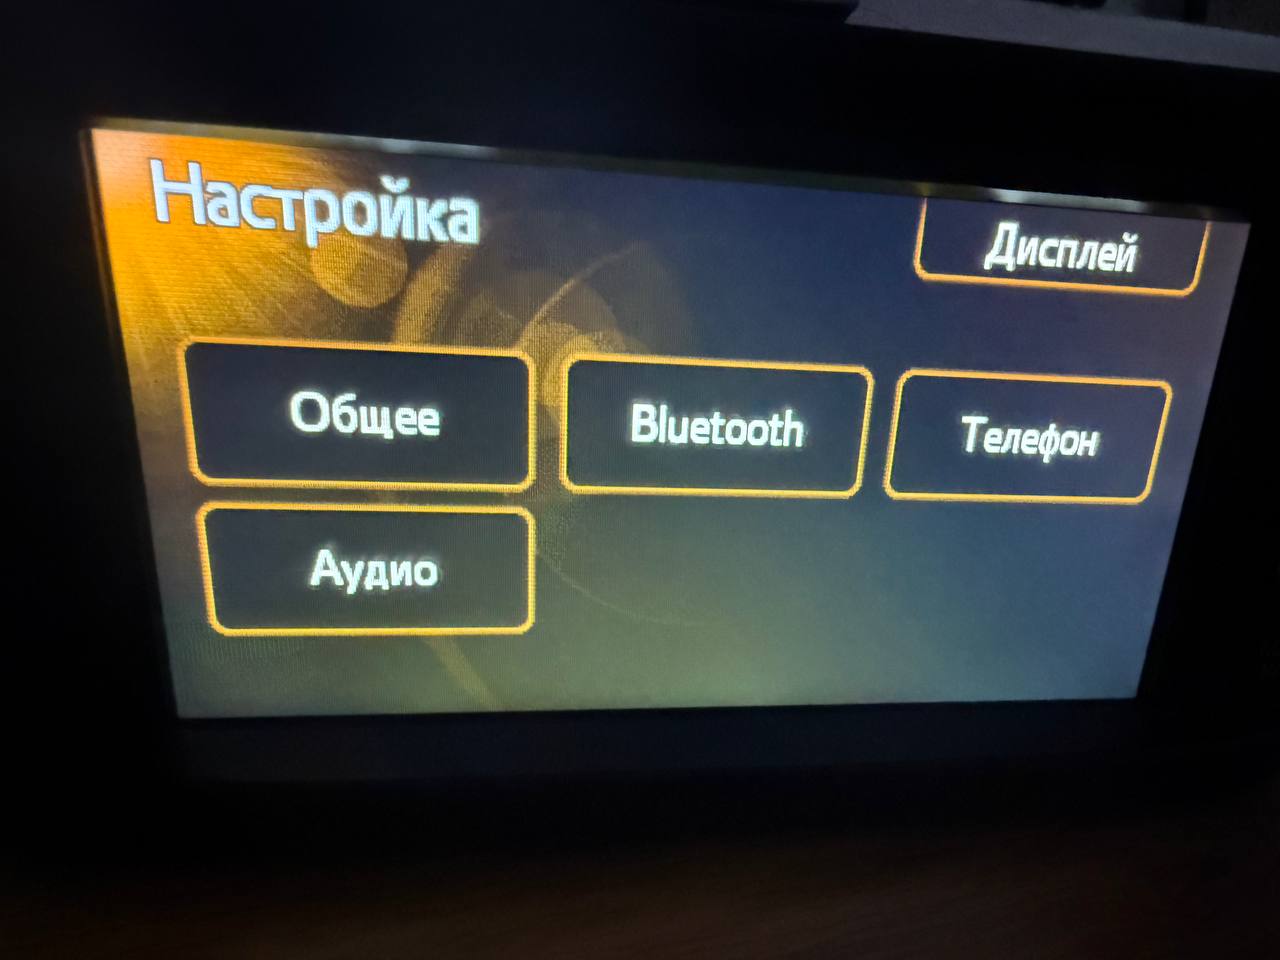 Настройка
Дисплей
Общее
Bluetooth
Телефон
Аудио